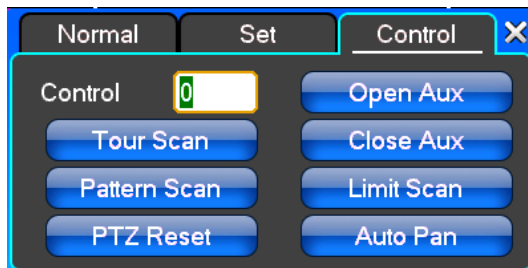 Normal Set Control X
Control 0 Open Aux
Tour Scan Close Aux
Pattern Scan Limit Scan
PTZ Reset Auto Pan